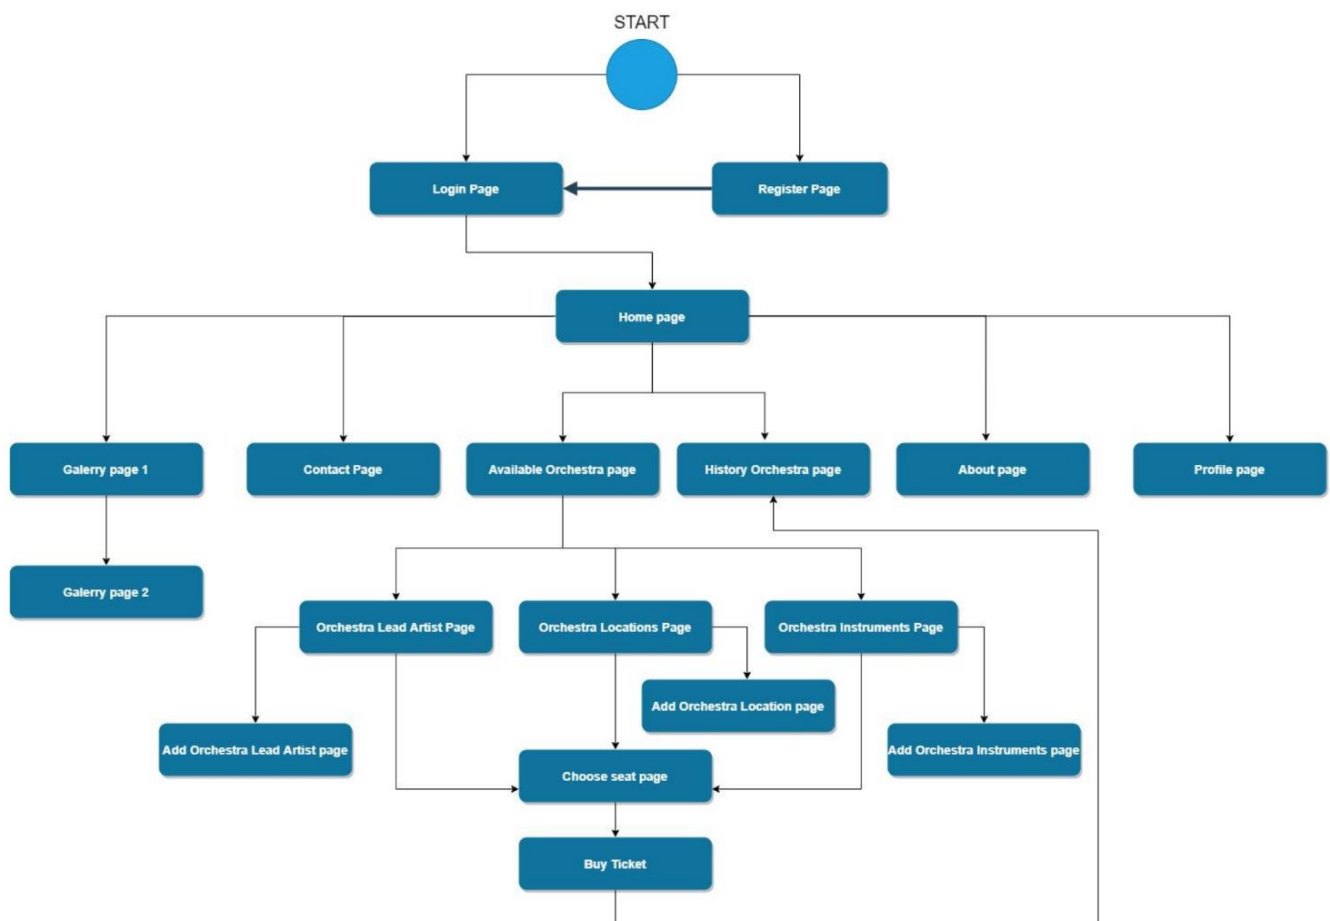 START
Login Page
Register Page
Home page
Galerry page 1
Contact Page
Available Orchestra page
History Orchestra page
About page
Profile page
Galerry page 2
Orchestra Lead Artist Page
Orchestra Locations Page
Orchestra Instruments Page
Add Orchestra Location page
Add Orchestra Lead Artist page
Add Orchestra Instruments page
Choose seat page
Buy Ticket